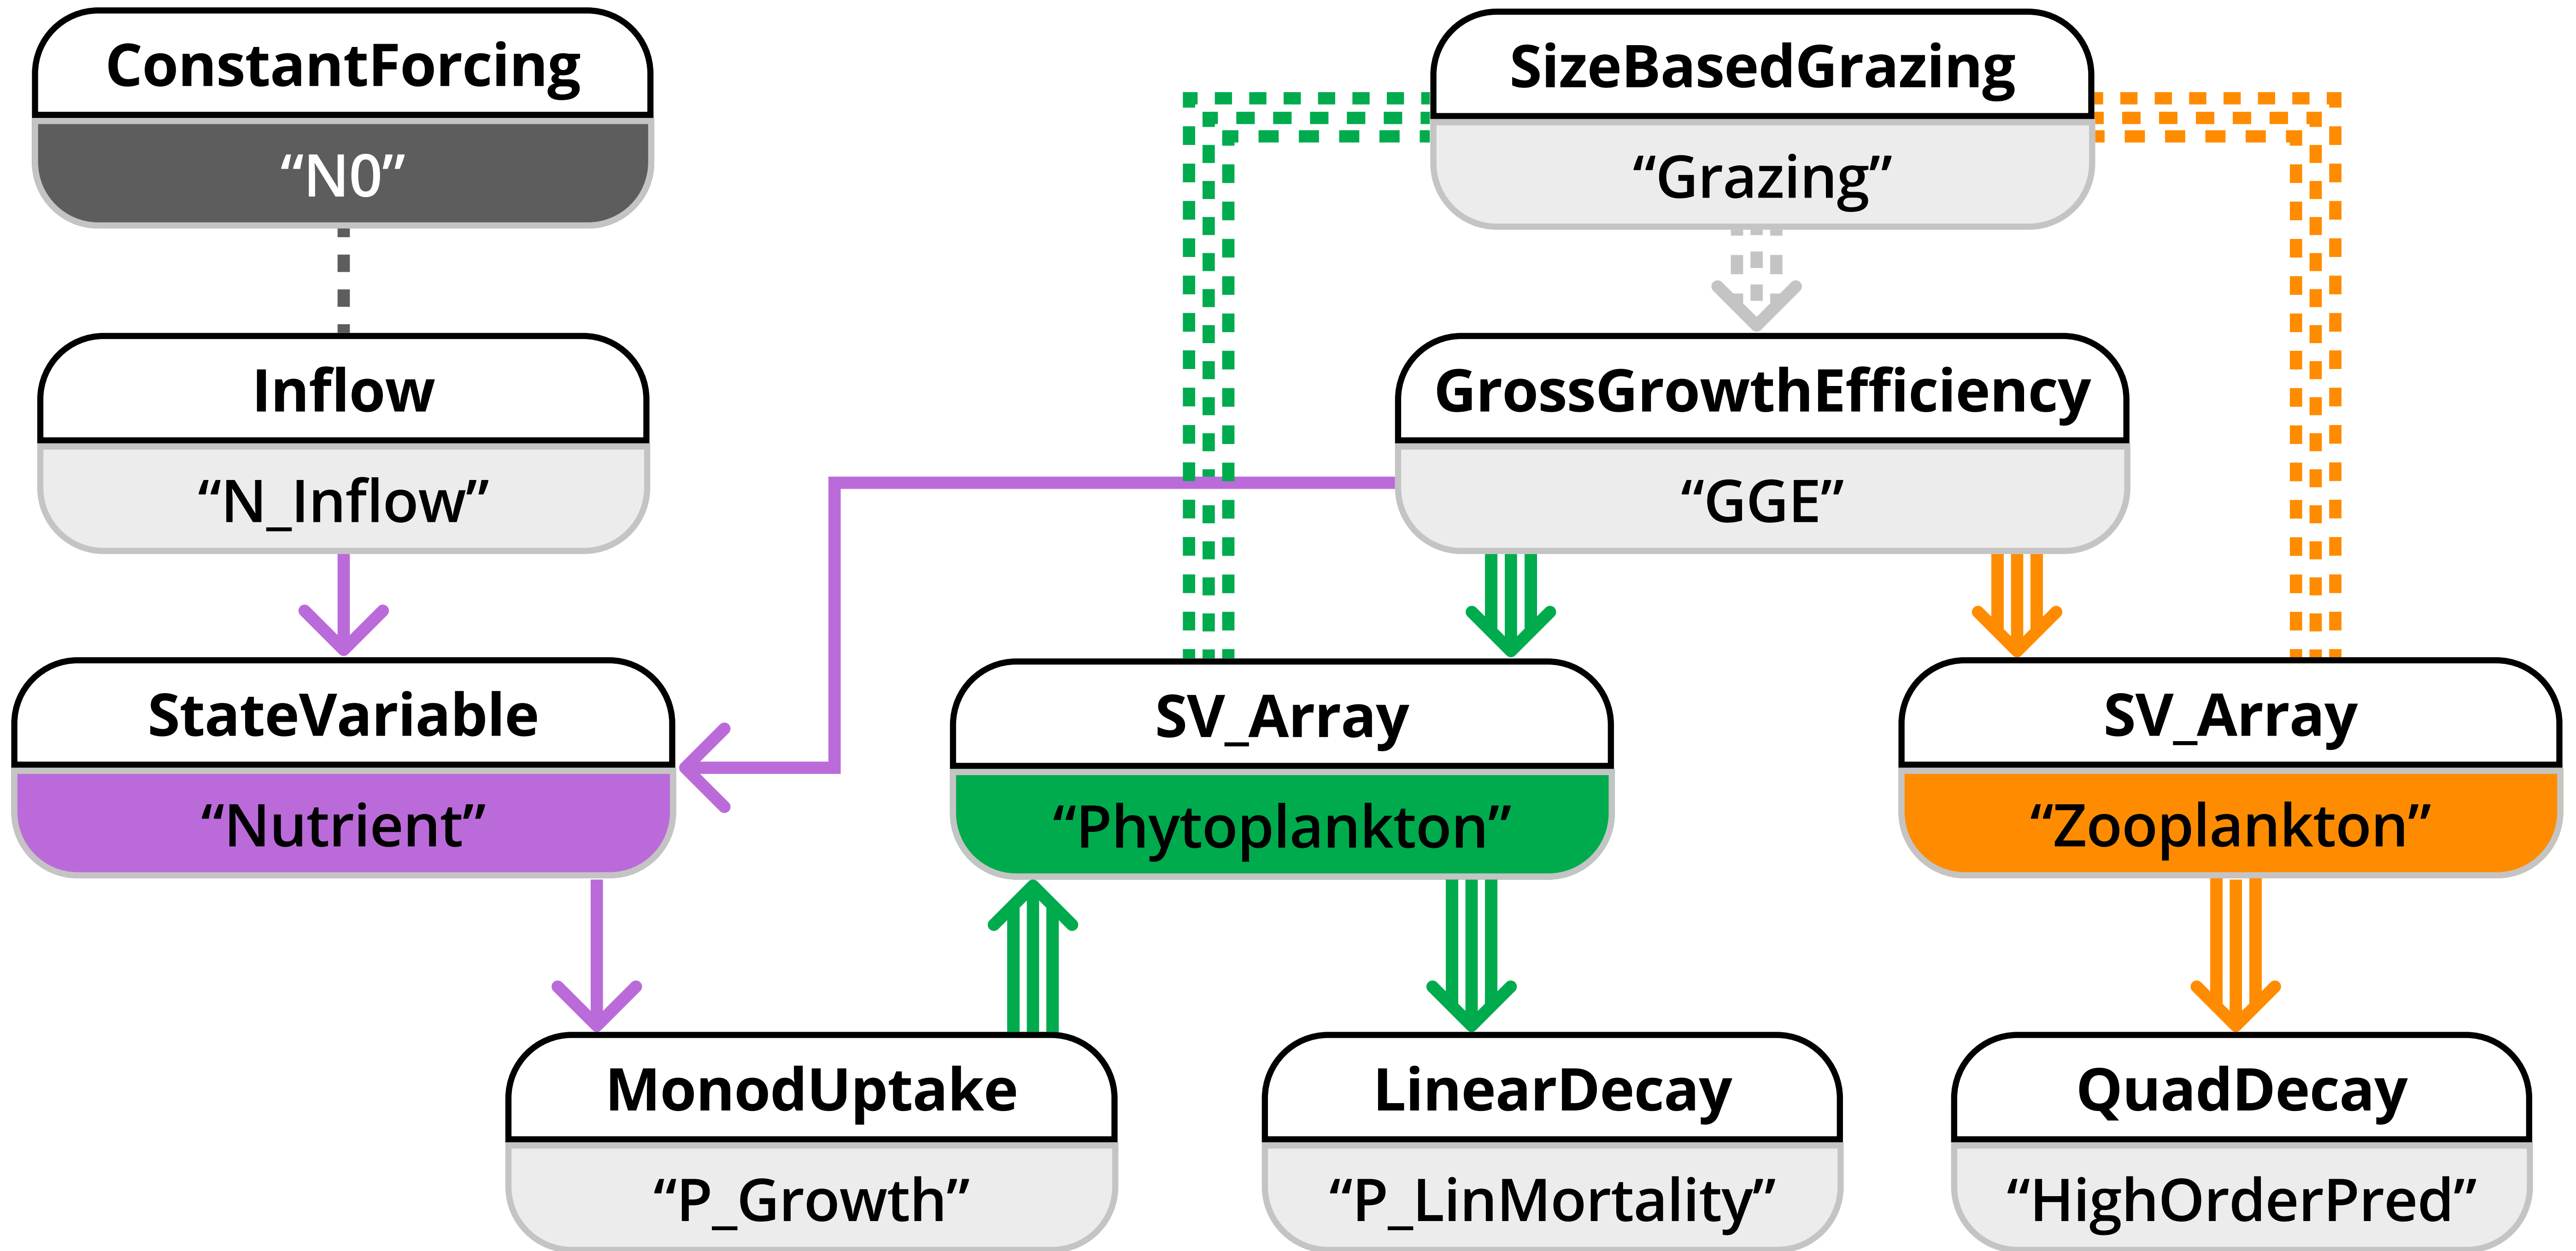 ConstantForcing
“N0”
SizeBasedGrazing
“Grazing”
Inflow
“N_Inflow”
GrossGrowthEfficiency
“GGE”
StateVariable
“Nutrient”
SV_Array
“Phytoplankton”
SV_Array
“Zooplankton”
MonodUptake
“P_Growth”
LinearDecay
“P_LinMortality”
QuadDecay
“HighOrderPred”